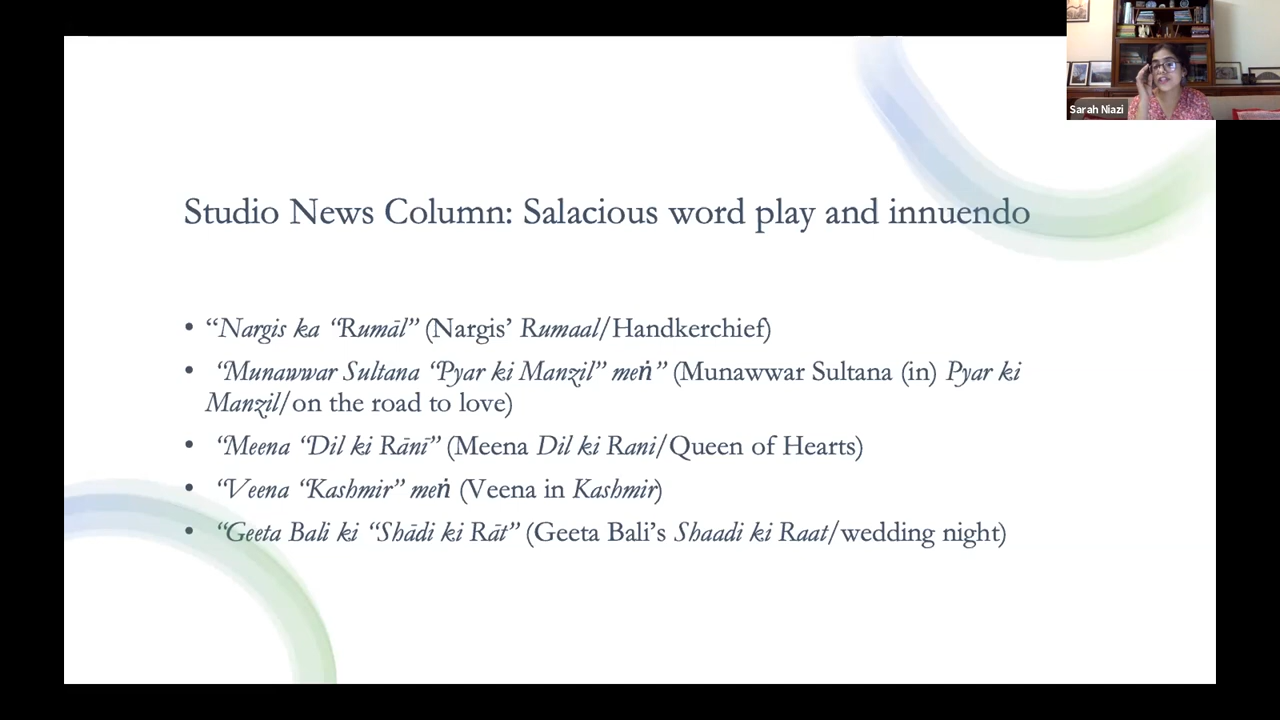 Sarah Niazi
Studio News Column: Salacious word play and innuendo
• “Nargis ka “Rumāl” (Nargis’ Rumaal/Handkerchief)
• “Munawwar Sultana “Pyar ki Manzil” meṅ” (Munawwar Sultana (in) Pyar ki
Manzil/on the road to love)
• “Meena “Dil ki Rānī” (Meena Dil ki Rani/Queen of Hearts)
• “Veena “Kashmir” meṅ (Veena in Kashmir)
• “Geeta Bali ki “Shādi ki Rāt” (Geeta Bali’s Shaadi ki Raat/wedding night)